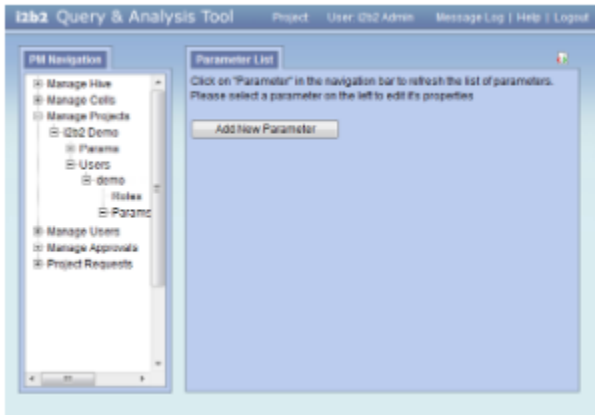 i2b2 Query & Analysis Tool
Project User: i2b2 Admin Message Log | Help | Logout
PM Navigation
Manage Hive
Manage Cells
Manage Projects
i2b2 Demo
Params
Users
demo
Roles
Params
Manage Users
Manage Approvals
Project Requests
Parameter List
Click on "Parameter" in the navigation bar to refresh the list of parameters.
Please select a parameter on the left to edit it's properties
Add New Parameter